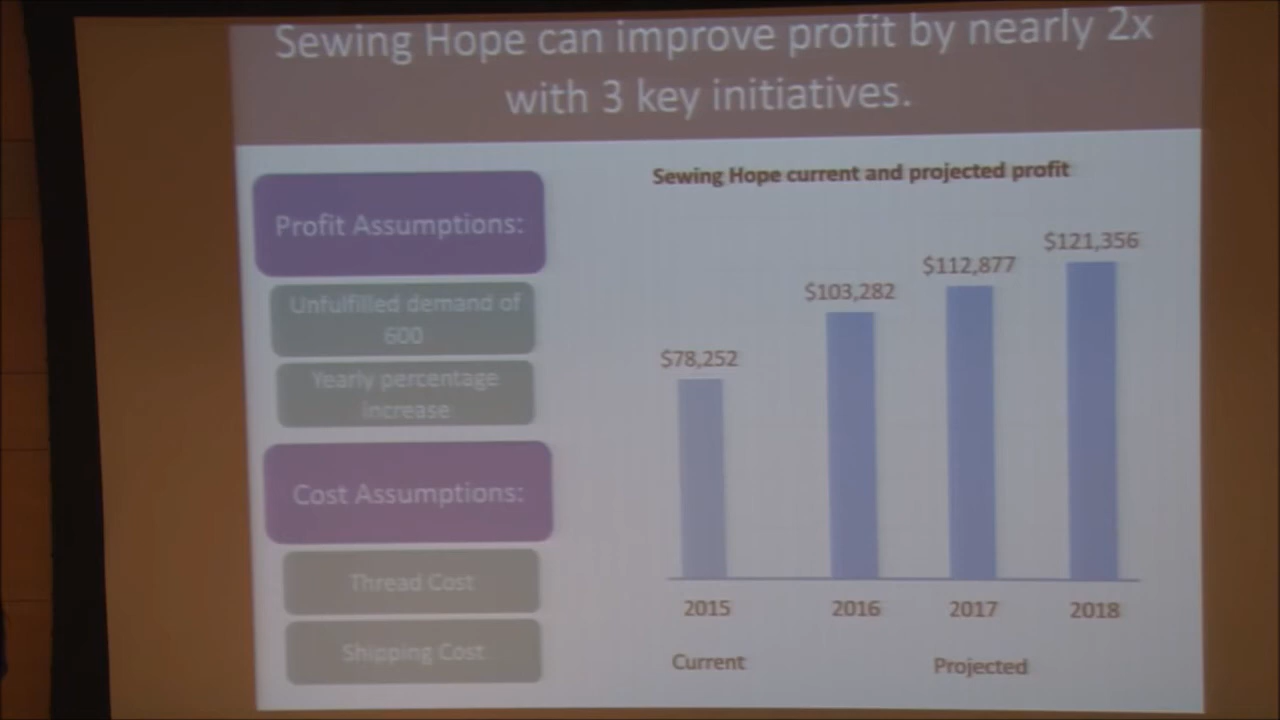 Sewing Hope can improve profit by nearly 2x
with 3 key initiatives.
Profit Assumptions:
Unfulfilled demand of
600
Yearly percentage
increase
Cost Assumptions:
Thread Cost
Shipping Cost
Sewing Hope current and projected profit
$78,252
$103,282
$112,877
$121,356
2015
2016
2017
2018
Current
Projected